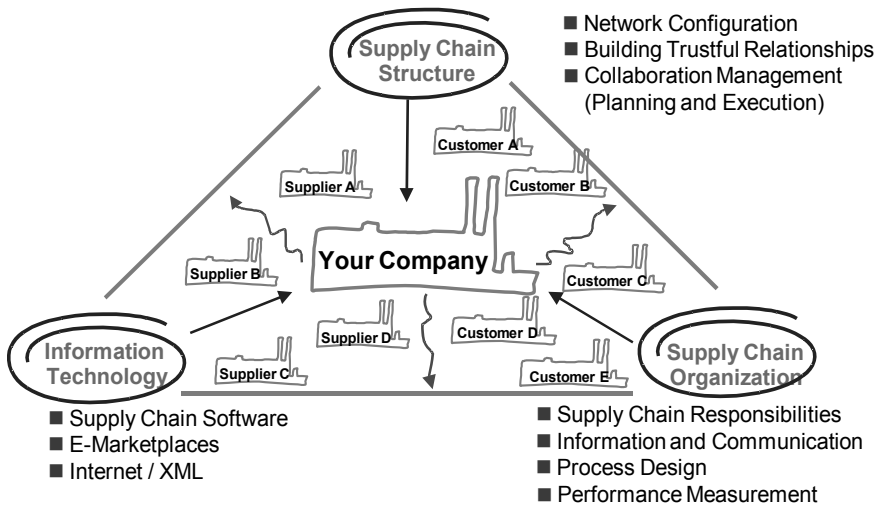 Supply Chain
Structure
■ Network Configuration
■ Building Trustful Relationships
■ Collaboration Management
(Planning and Execution)
Customer A
Supplier A
Customer B
Your Company
Supplier B
Customer C
Supplier D
Customer D
Supplier C
Customer E
Information
Technology
■ Supply Chain Software
■ E-Marketplaces
■ Internet / XML
Supply Chain
Organization
■ Supply Chain Responsibilities
■ Information and Communication
■ Process Design
■ Performance Measurement